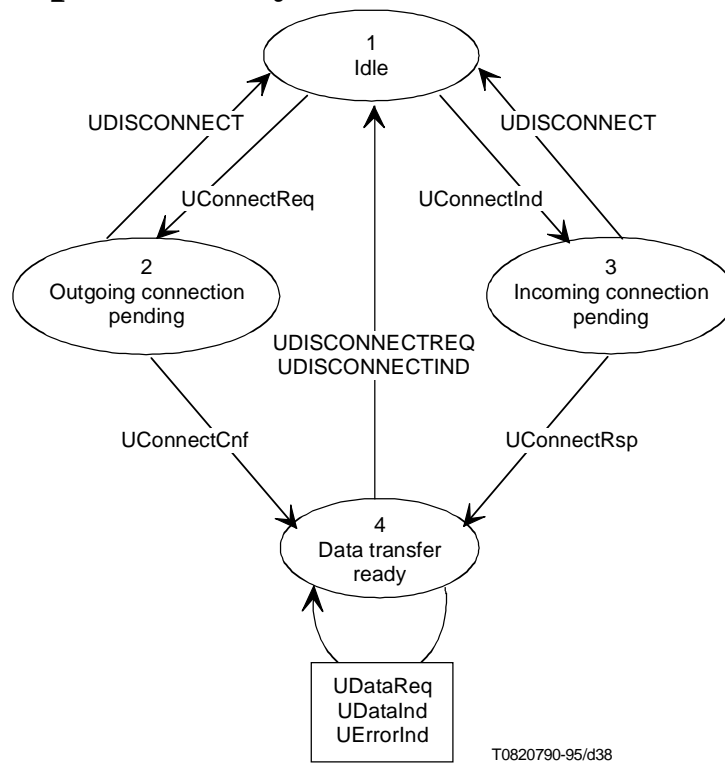 1
Idle
UDISCONNECT
UDISCONNECT
UConnectReq
UConnectInd
2
Outgoing connection
pending
3
Incoming connection
pending
UDISCONNECTREQ
UDISCONNECTIND
UConnectCnf
UConnectRsp
4
Data transfer
ready
UDataReq
UDataInd
UErrorInd
T0820790-95/d38